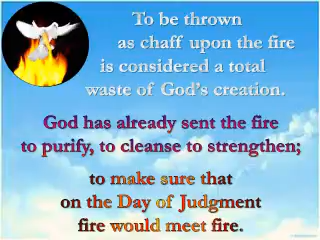 To be thrown
as chaff upon the fire
is considered a total
waste of God's creation.
God has already sent the fire
to purify, to cleanse to strengthen;
to make sure that
on the Day of Judgment
fire would meet fire.